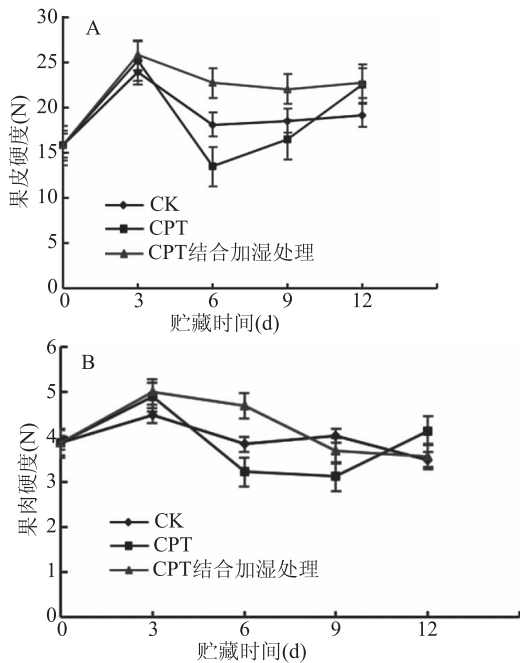 A
30
25
20
15
10
5
0
果皮硬度(N)
CK
CPT
CPT结合加湿处理
0 3 6 9 12
贮藏时间(d)
B
6
5
4
3
2
1
0
果肉硬度(N)
CK
CPT
CPT结合加湿处理
0 3 6 9 12
贮藏时间(d)